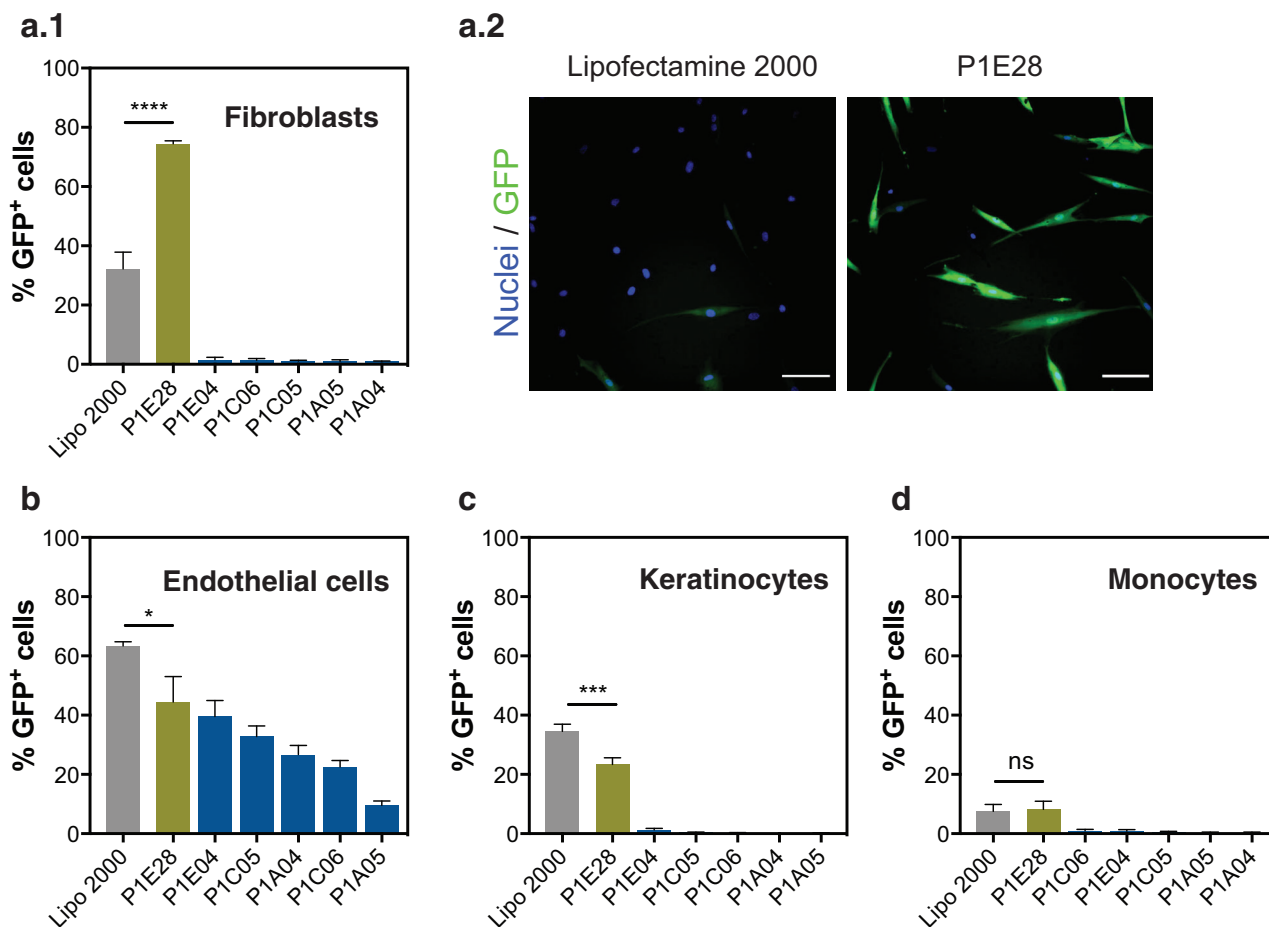 a.1
100
80
60
40
20
0
% GFP+ cells
****
Fibroblasts
Lipo 2000
P1E28
P1E04
P1C06
P1C05
P1A05
P1A04
a.2
Lipofectamine 2000
P1E28
Nuclei / GFP
b
100
80
60
40
20
0
% GFP+ cells
*
Endothelial cells
Lipo 2000
P1E28
P1E04
P1C05
P1A04
P1C06
P1A05
c
100
80
60
40
20
0
% GFP+ cells
***
Keratinocytes
Lipo 2000
P1E28
P1E04
P1C05
P1C06
P1A04
P1A05
d
100
80
60
40
20
0
% GFP+ cells
ns
Monocytes
Lipo 2000
P1E28
P1C06
P1E04
P1C05
P1A05
P1A04